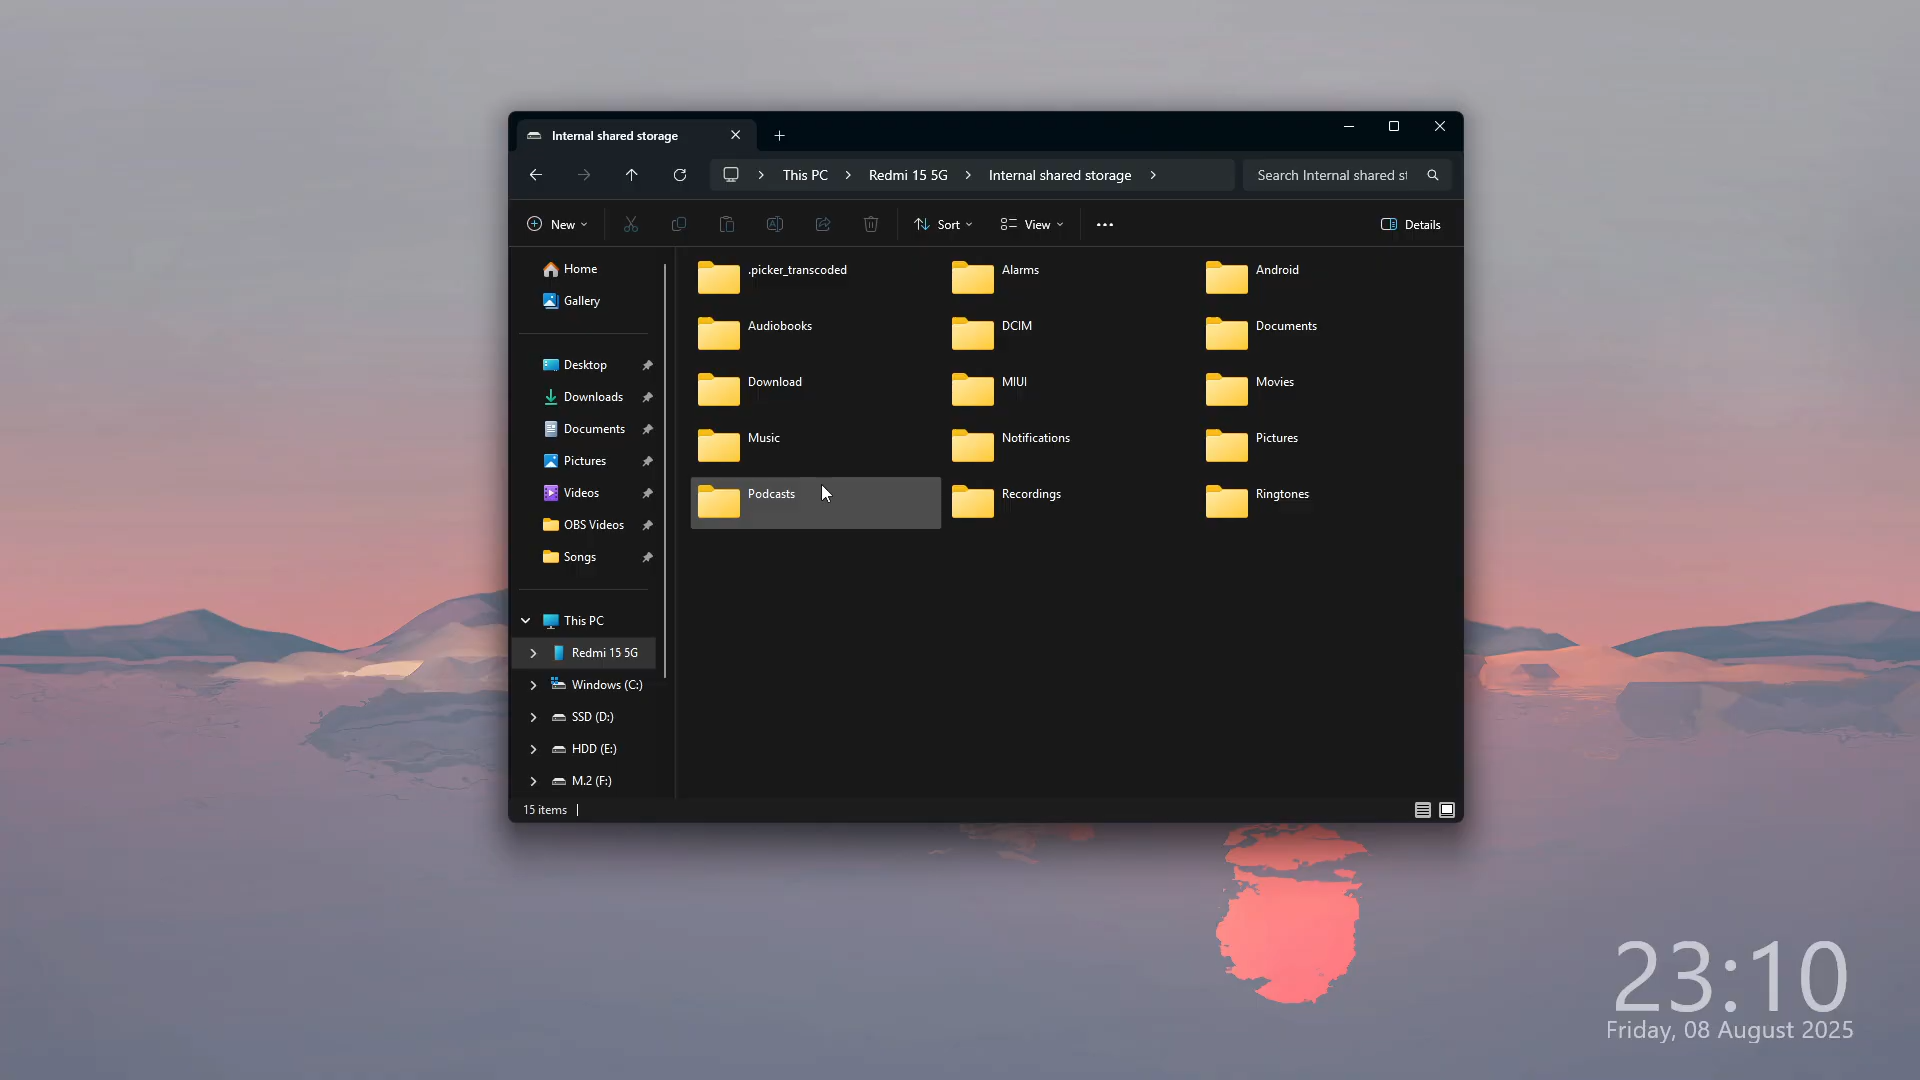 Internal shared storage
This PC
Redmi 15 5G
Internal shared storage
Search Internal shared st
New
Sort
View
Details
Home
Gallery
Desktop
Downloads
Documents
Pictures
Videos
OBS Videos
Songs
This PC
Redmi 15 5G
Windows (C:)
SSD (D:)
HDD (E:)
M.2 (F:)
.picker_transcoded
Alarms
Android
Audiobooks
DCIM
Documents
Download
MIUI
Movies
Music
Notifications
Pictures
Podcasts
Recordings
Ringtones
15 items
23:10
Friday, 08 August 2025